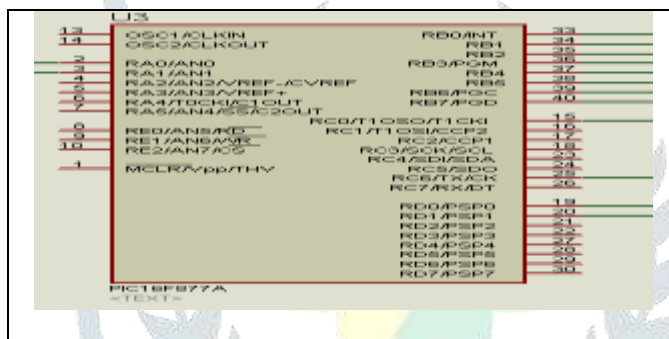 U3
13 OSC1/CLKIN RB0/INT 33
14 OSC2/CLKOUT RB1 34
RB2 35
2 RA0/AN0 RB3/PGM 36
3 RA1/AN1 RB4 37
4 RA2/AN2/VREF-/CVREF RB5 38
5 RA3/AN3/VREF+ RB6/PGC 39
6 RA4/T0CKI/C1OUT RB7/PGD 40
7 RA5/AN4/SS/C2OUT
RC0/T1OSO/T1CKI 15
8 RE0/AN5/RD RC1/T1OSI/CCP2 16
9 RE1/AN6/WR RC2/CCP1 17
10 RE2/AN7/CS RC3/SCK/SCL 18
RC4/SDI/SDA 23
1 MCLR/Vpp/THV RC5/SDO 24
RC6/TX/CK 25
RC7/RX/DT 26
RD0/PSP0 19
RD1/PSP1 20
RD2/PSP2 21
RD3/PSP3 22
RD4/PSP4 27
RD5/PSP5 28
RD6/PSP6 29
RD7/PSP7 30
PIC16F877A
<TEXT>